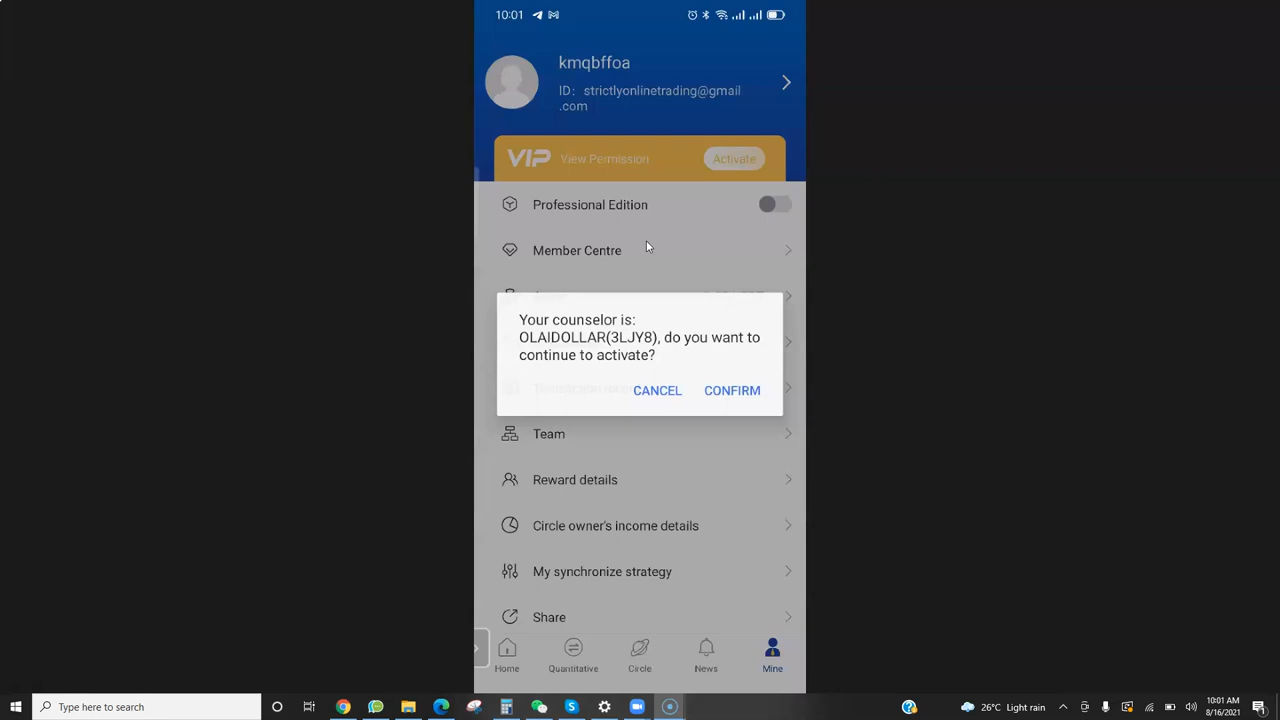 10:01
kmqbffoa
ID: strictlyonlinetrading@gmail
.com
VIP View Permission Activate
Professional Edition
Member Centre
Your counselor is:
OLAIDOLLAR(3LJY8), do you want to
continue to activate?
CANCEL CONFIRM
Team
Reward details
Circle owner's income details
My synchronize strategy
Share
Home Quantitative Circle News Mine
Type here to search
26°C Light rain
10:01 AM
8/16/2021